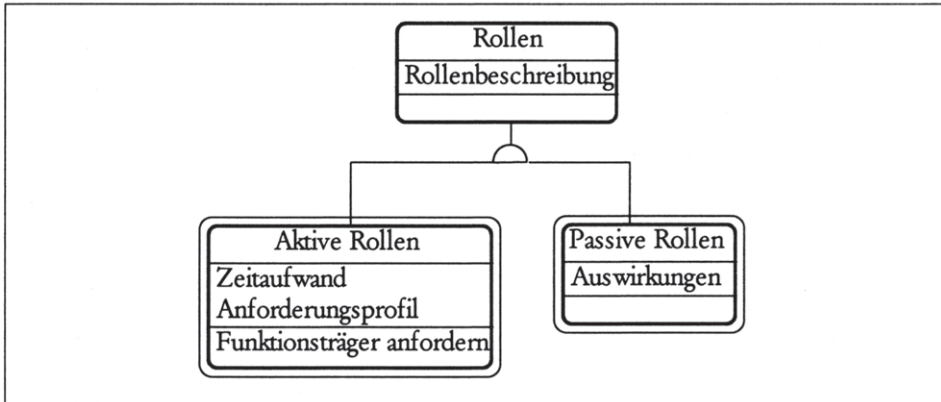 Rollen
Rollenbeschreibung
Aktive Rollen
Zeitaufwand
Anforderungsprofil
Funktionsträger anfordern
Passive Rollen
Auswirkungen